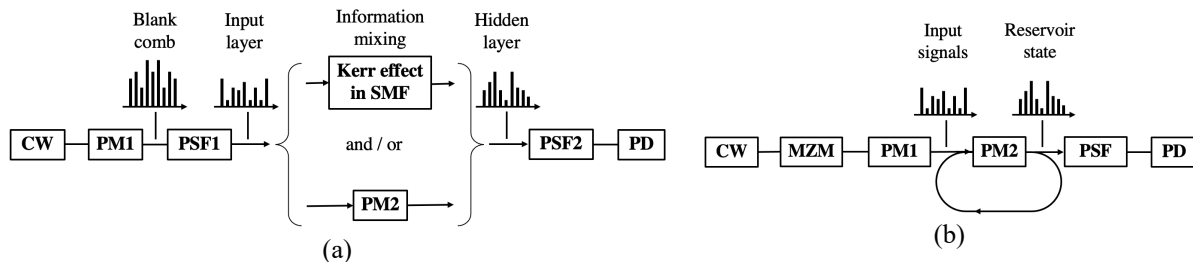 Blank
comb
Input
layer
Information
mixing
Hidden
layer
Kerr effect
in SMF
and / or
CW
PM1
PSF1
PM2
PSF2
PD
(a)
Input
signals
Reservoir
state
CW
MZM
PM1
PM2
PSF
PD
(b)